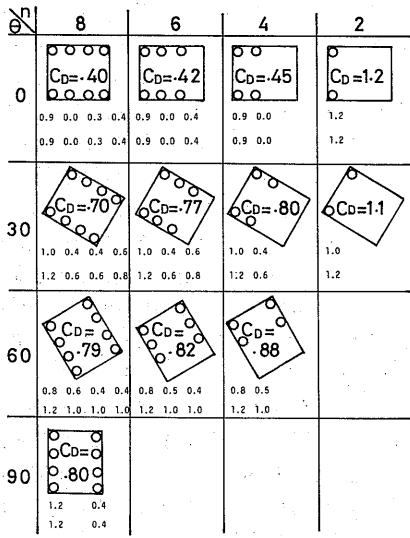 n
θ 8 6 4 2
0 CD=.40 CD=.42 CD=.45 CD=1.2
0.9 0.0 0.3 0.4 0.9 0.0 0.4 0.9 0.0 1.2
0.9 0.0 0.3 0.4 0.9 0.0 0.4 0.9 0.0 1.2
30 CD=.70 CD=.77 CD=.80 CD=1.1
1.0 0.4 0.4 0.6 1.0 0.4 0.6 1.0 0.4 1.0
1.2 0.6 0.6 0.8 1.2 0.6 0.8 1.2 0.6 1.2
60 CD= .79 CD= .82 CD= .88
0.8 0.6 0.4 0.4 0.8 0.5 0.4 0.8 0.5
1.2 1.0 1.0 1.0 1.2 1.0 1.0 1.2 1.0
90 CD= .80
1.2 0.4
1.2 0.4